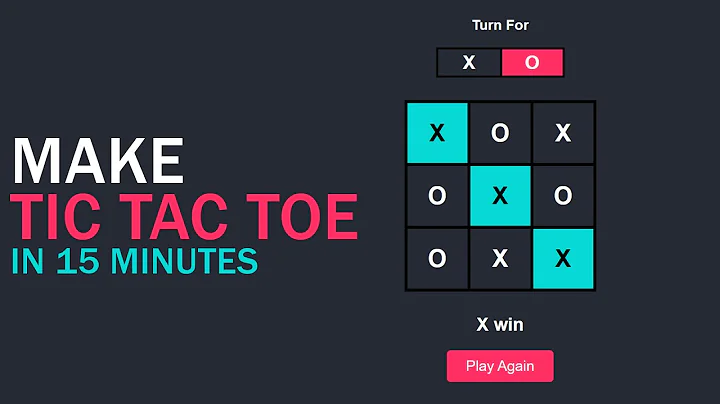 MAKE
TIC TAC TOE
IN 15 MINUTES
Turn For
X O
X O X
O X O
O X X
X win
Play Again